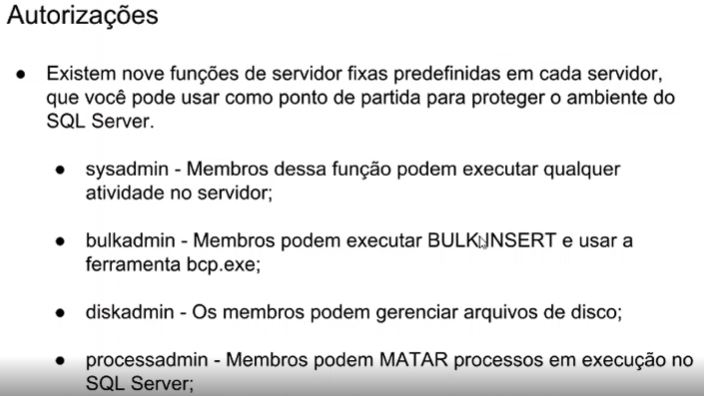 Autorizações
● Existem nove funções de servidor fixas predefinidas em cada servidor,
que você pode usar como ponto de partida para proteger o ambiente do
SQL Server.
● sysadmin - Membros dessa função podem executar qualquer
atividade no servidor;
● bulkadmin - Membros podem executar BULK INSERT e usar a
ferramenta bcp.exe;
● diskadmin - Os membros podem gerenciar arquivos de disco;
● processadmin - Membros podem MATAR processos em execução no
SQL Server;